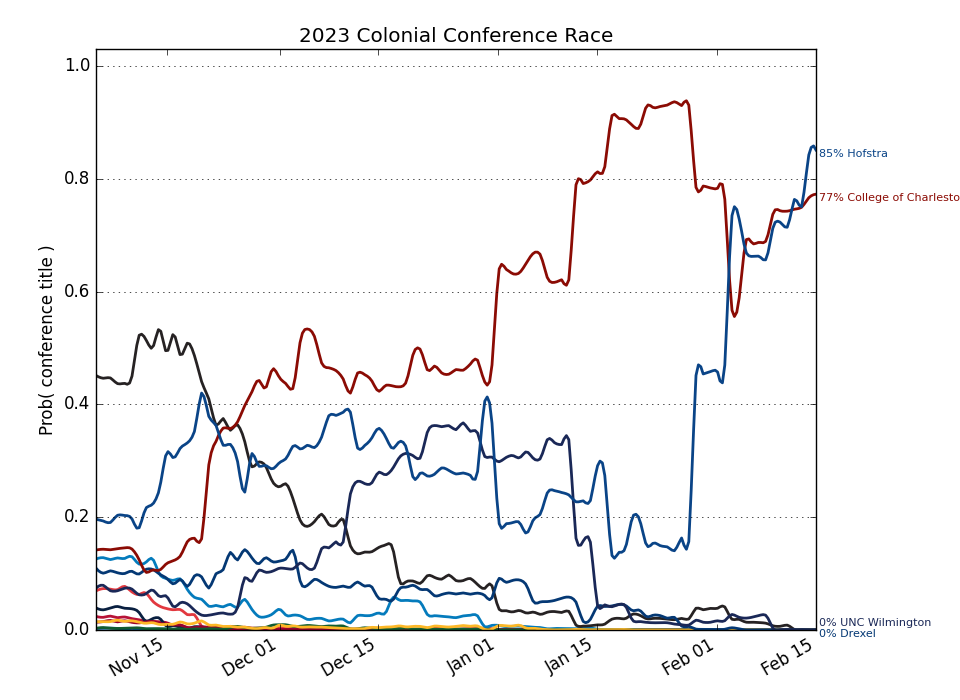 2023 Colonial Conference Race
Prob( conference title )
1.0
0.8
0.6
0.4
0.2
0.0
Nov 15
Dec 01
Dec 15
Jan 01
Jan 15
Feb 01
Feb 15
85% Hofstra
77% College of Charlesto
0% UNC Wilmington
0% Drexel